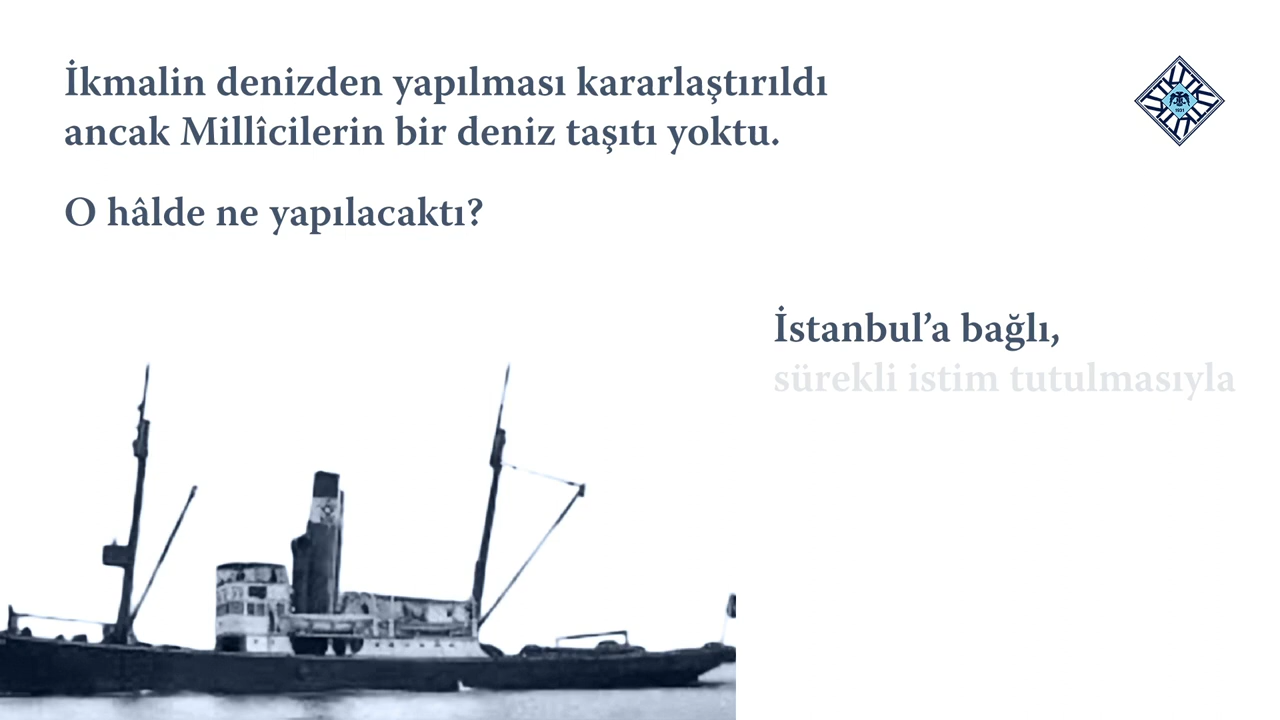 İkmalin denizden yapılması kararlaştırıldı
ancak Millîcilerin bir deniz taşıtı yoktu.
O hâlde ne yapılacaktı?
İstanbul’a bağlı,
sürekli istim tutulmasıyla